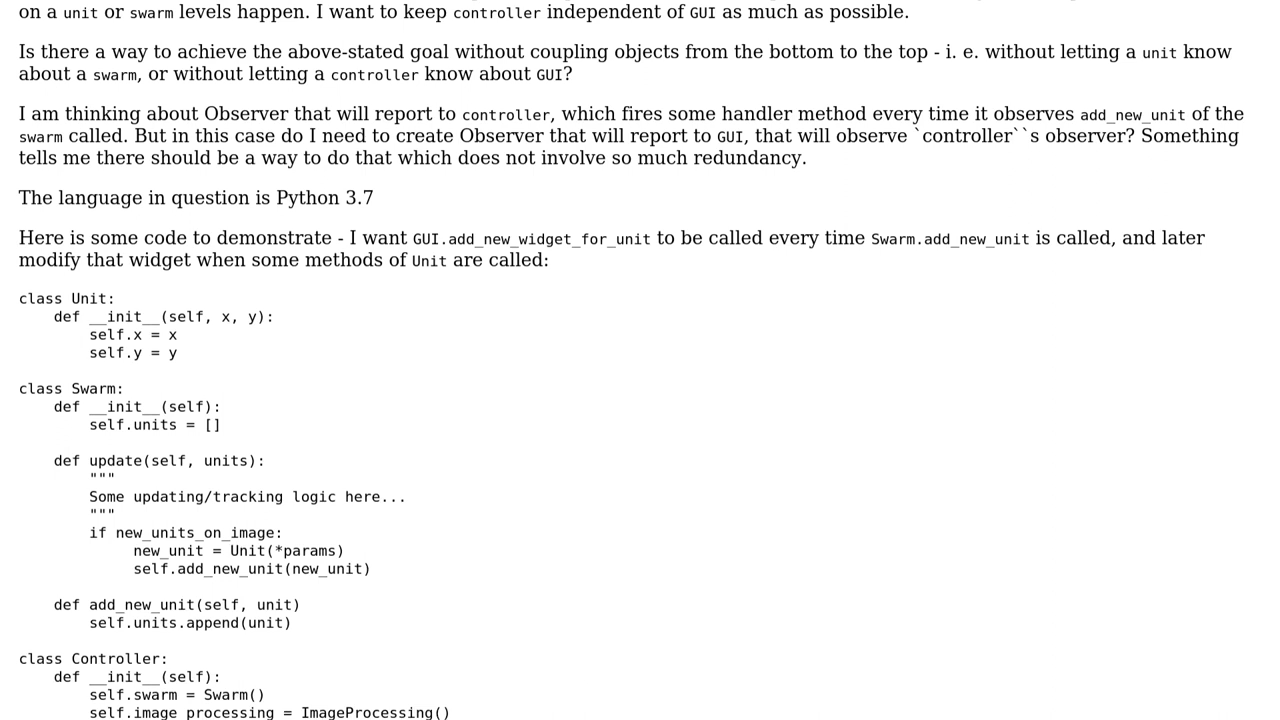 on a unit or swarm levels happen. I want to keep controller independent of GUI as much as possible.
Is there a way to achieve the above-stated goal without coupling objects from the bottom to the top - i. e. without letting a unit know
about a swarm, or without letting a controller know about GUI?
I am thinking about Observer that will report to controller, which fires some handler method every time it observes add_new_unit of the
swarm called. But in this case do I need to create Observer that will report to GUI, that will observe `controller``s observer? Something
tells me there should be a way to do that which does not involve so much redundancy.
The language in question is Python 3.7
Here is some code to demonstrate - I want GUI.add_new_widget_for_unit to be called every time Swarm.add_new_unit is called, and later
modify that widget when some methods of Unit are called:
class Unit:
    def __init__(self, x, y):
        self.x = x
        self.y = y
class Swarm:
    def __init__(self):
        self.units = []
    def update(self, units):
        """
        Some updating/tracking logic here...
        """
        if new_units_on_image:
             new_unit = Unit(*params)
             self.add_new_unit(new_unit)
    def add_new_unit(self, unit)
        self.units.append(unit)
class Controller:
    def __init__(self):
        self.swarm = Swarm()
        self.image_processing = ImageProcessing()